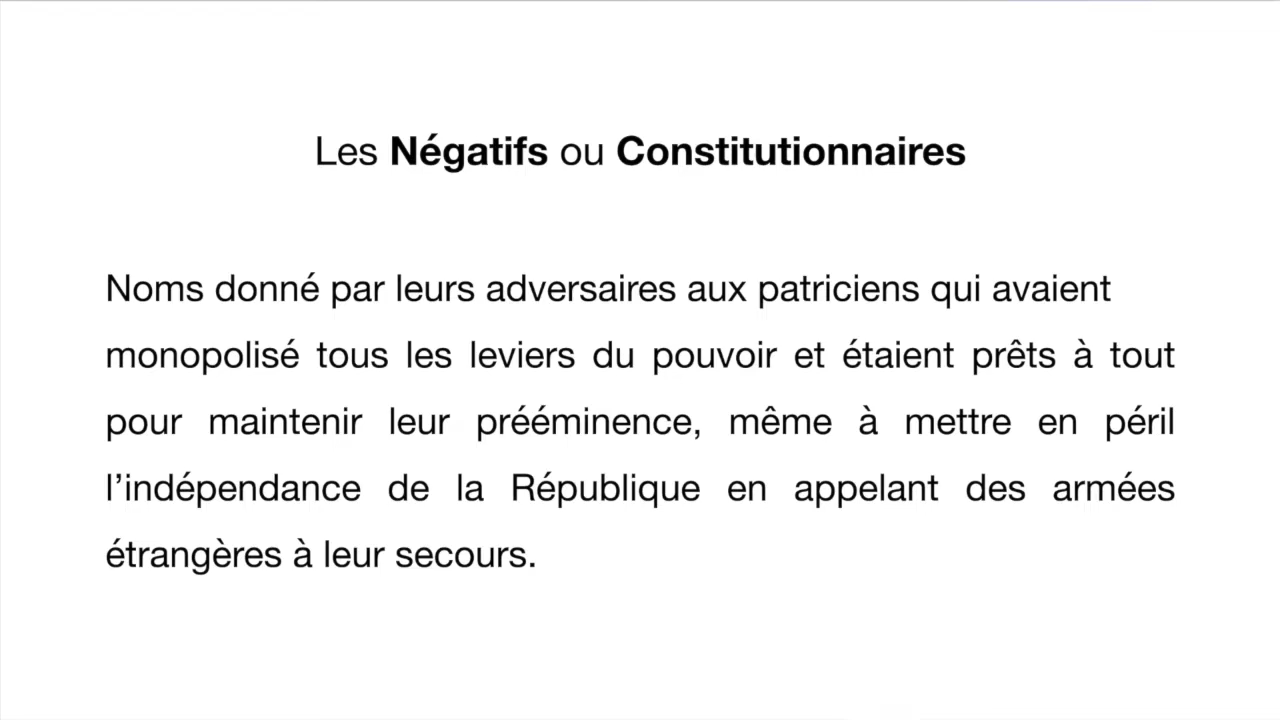 Les Négatifs ou Constitutionnaires
Noms donné par leurs adversaires aux patriciens qui avaient
monopolisé tous les leviers du pouvoir et étaient prêts à tout
pour maintenir leur prééminence, même à mettre en péril
l’indépendance de la République en appelant des armées
étrangères à leur secours.